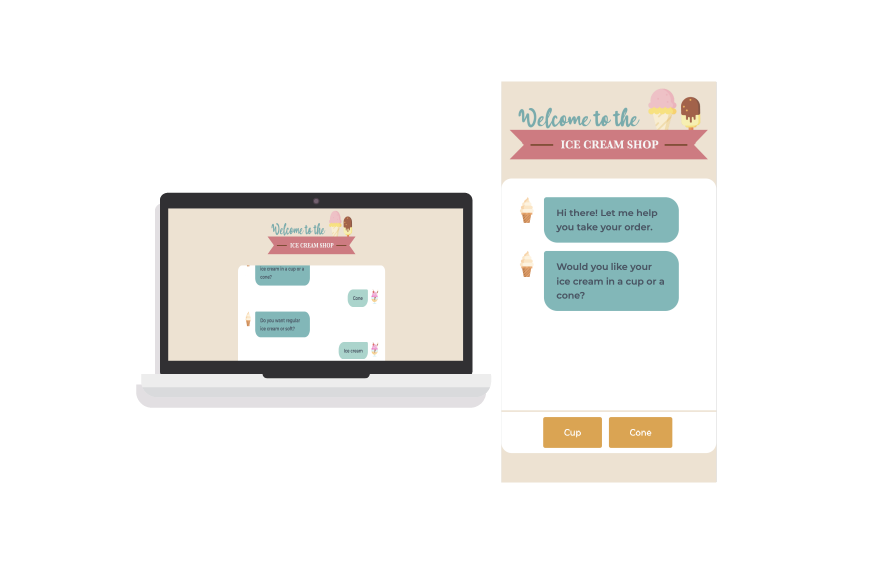 Welcome to the
ICE CREAM SHOP
ice cream in a cup or a
cone?
Cone
Do you want regular
ice cream or soft?
Ice cream
Welcome to the
ICE CREAM SHOP
Hi there! Let me help
you take your order.
Would you like your
ice cream in a cup or a
cone?
Cup
Cone